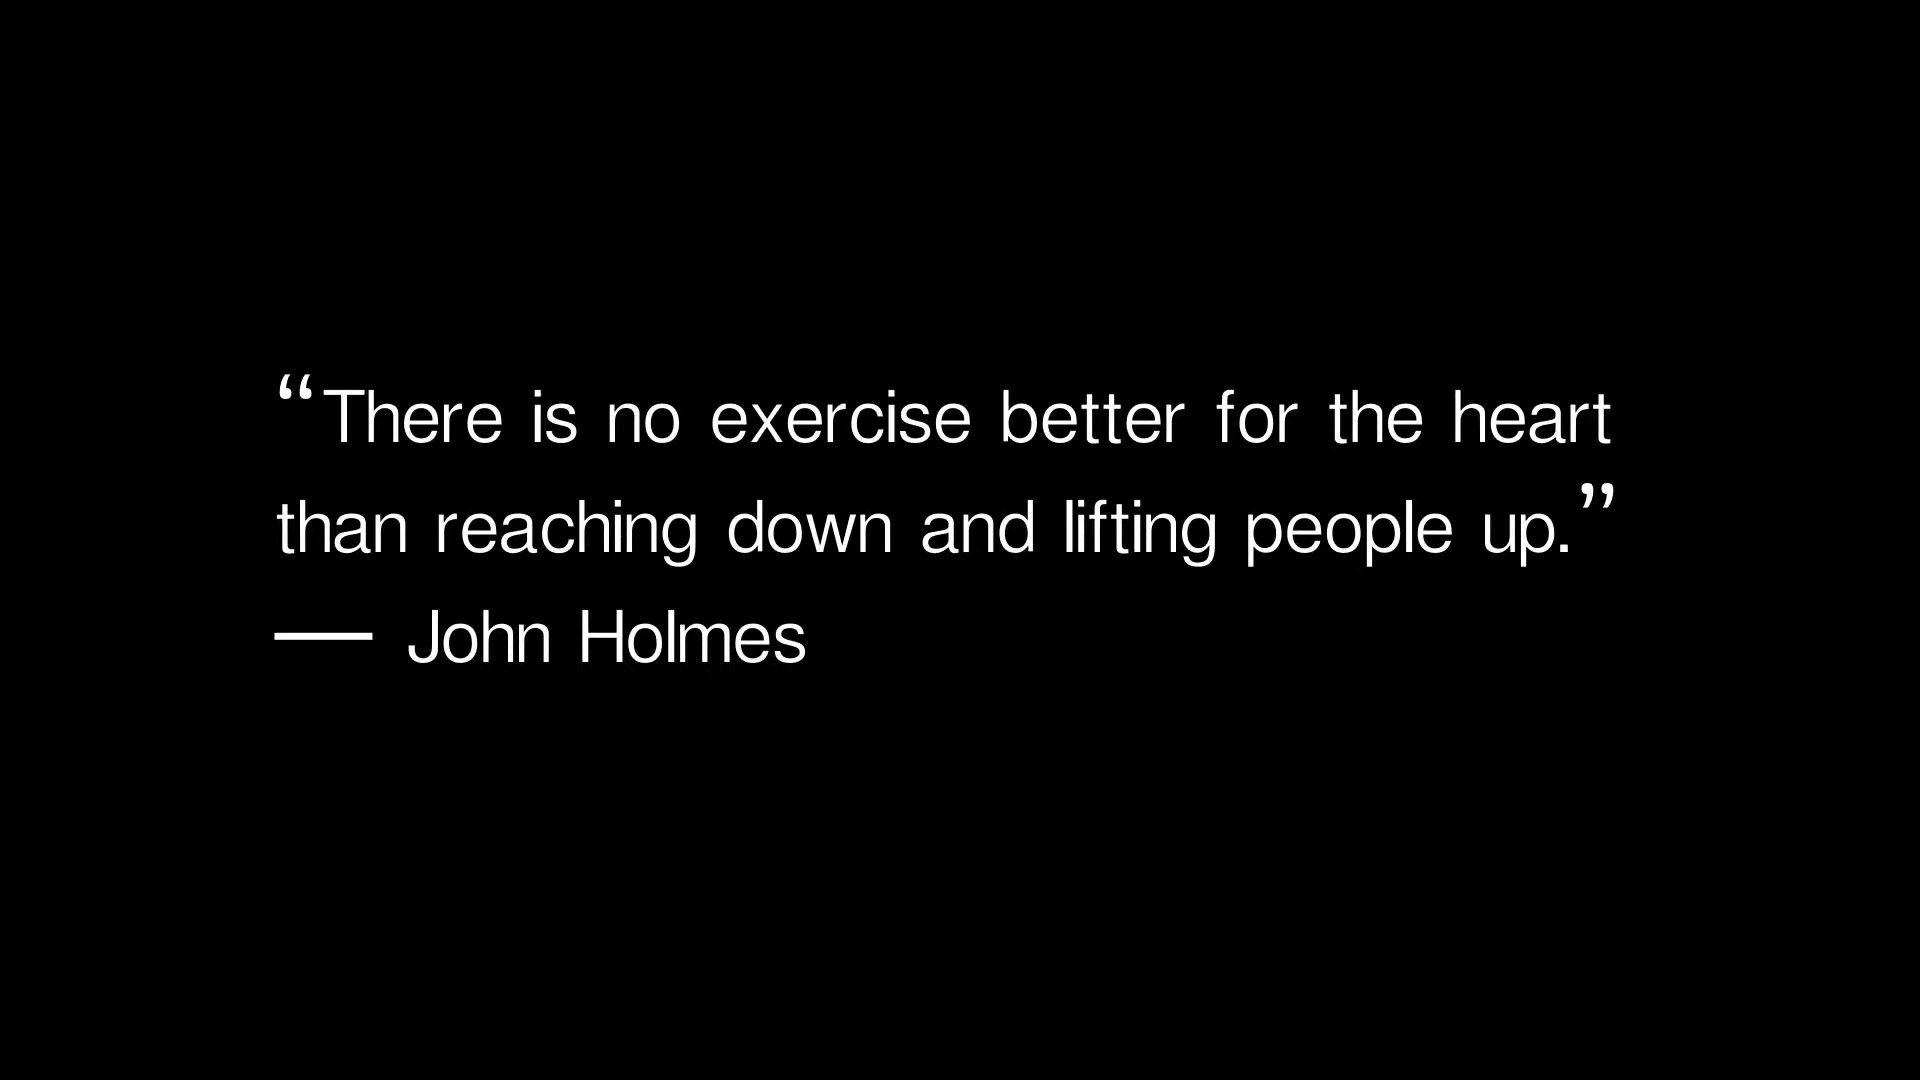 “There is no exercise better for the heart
than reaching down and lifting people up.”
— John Holmes